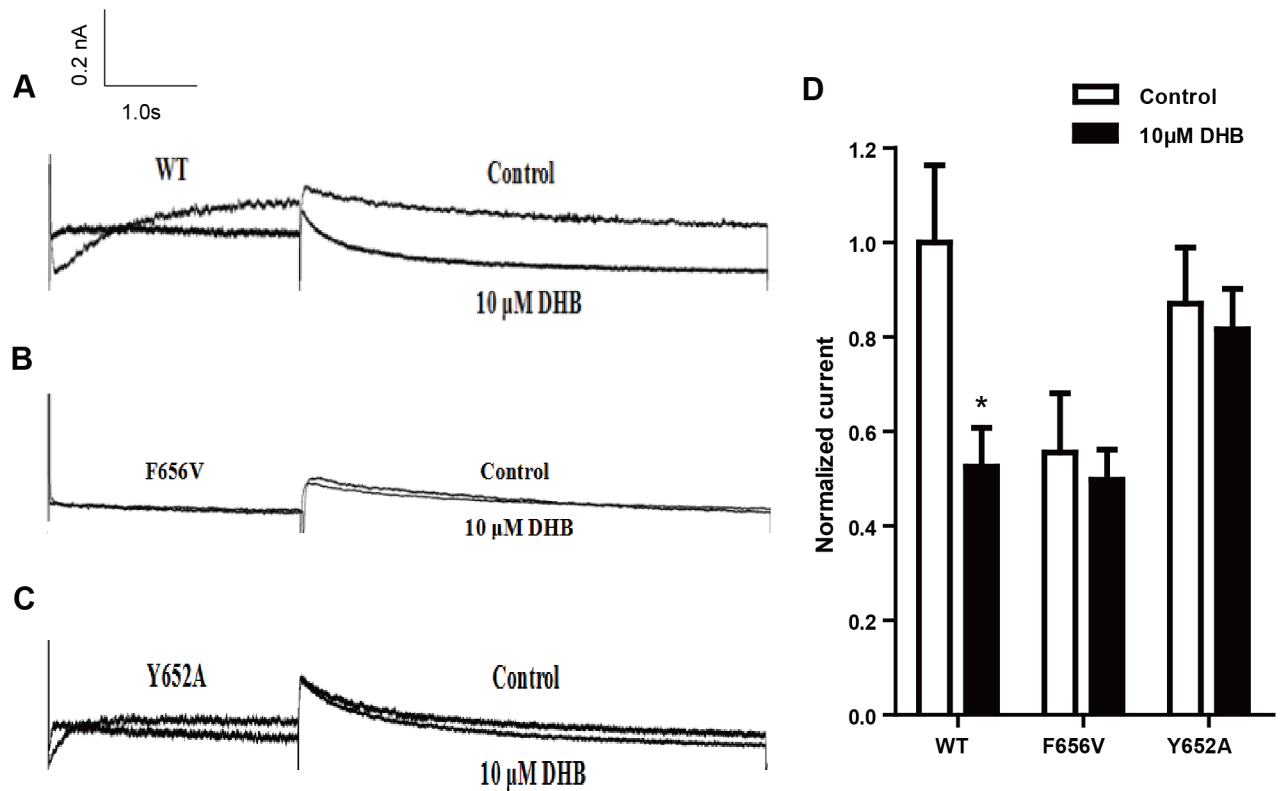 0.2 nA
1.0s
A
WT
Control
10 μM DHB
B
F656V
Control
10 μM DHB
C
Y652A
Control
10 μM DHB
D
Control
10μM DHB
Normalized current
1.2
1.0
0.8
0.6
0.4
0.2
0.0
*
WT F656V Y652A